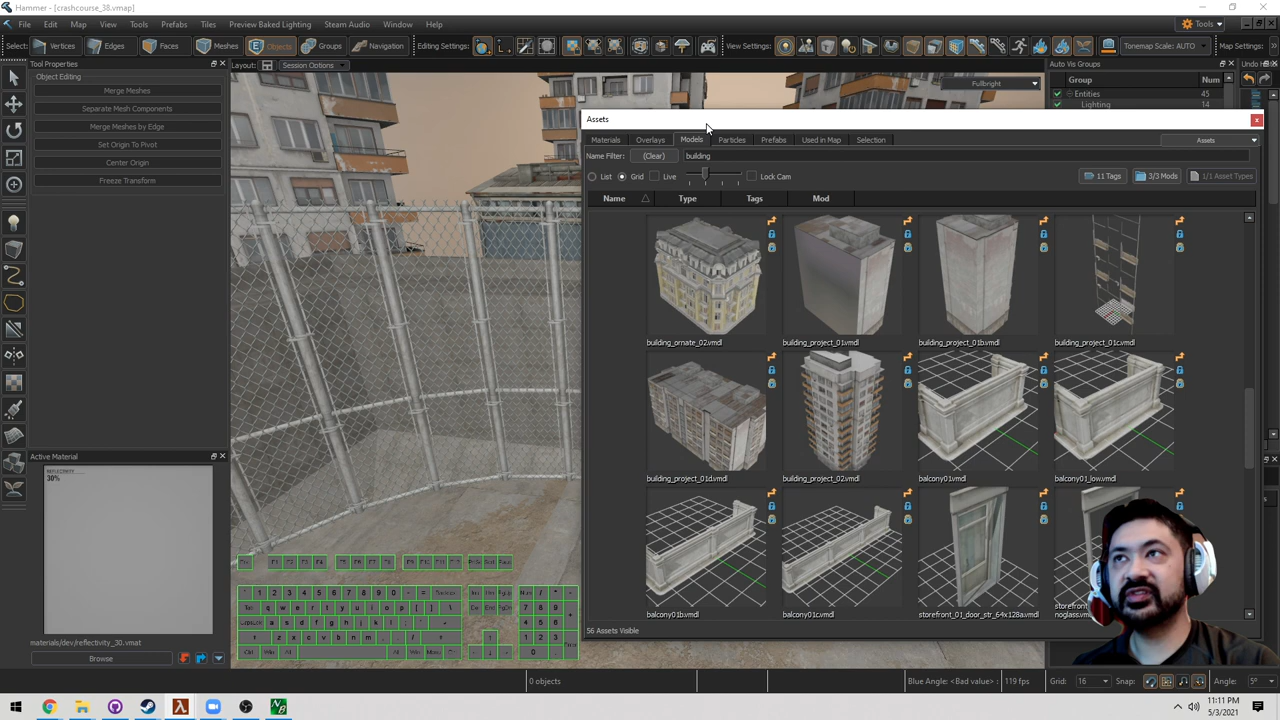 Hammer - [crashcourse_38.vmap]
File Edit Map View Tools Prefabs Tiles Preview Baked Lighting Steam Audio Window Help
Tools
Select: Vertices Edges Faces Meshes Objects Groups Navigation Editing Settings: View Settings: Tonemap Scale: AUTO Map Settings:
Tool Properties
Layout: Session Options
Auto Vis Groups
Undo Hi
Object Editing
Merge Meshes
Separate Mesh Components
Merge Meshes by Edge
Set Origin To Pivot
Center Origin
Freeze Transform
Fullbright
Group Num
Entities 45
Lighting 14
Assets
Materials Overlays Models Particles Prefabs Used in Map Selection Assets
Name Filter: (Clear) building
List Grid Live Lock Cam 11 Tags 3/3 Mods 1/1 Asset Types
Name Type Tags Mod
building_ornate_02.vmdl building_project_01.vmdl building_project_01b.vmdl building_project_01c.vmdl
building_project_01d.vmdl building_project_02.vmdl balcony01.vmdl balcony01_low.vmdl
balcony01b.vmdl balcony01c.vmdl storefront_01_door_str_64x128a.vmdl
56 Assets Visible
Active Material
REFLECTIVITY
30%
materials/dev/reflectivity_30.vmat
Browse
0 objects
Blue Angle: <Bad value> 119 fps Grid: 16 Snap: Angle: 5°
11:11 PM
5/3/2021